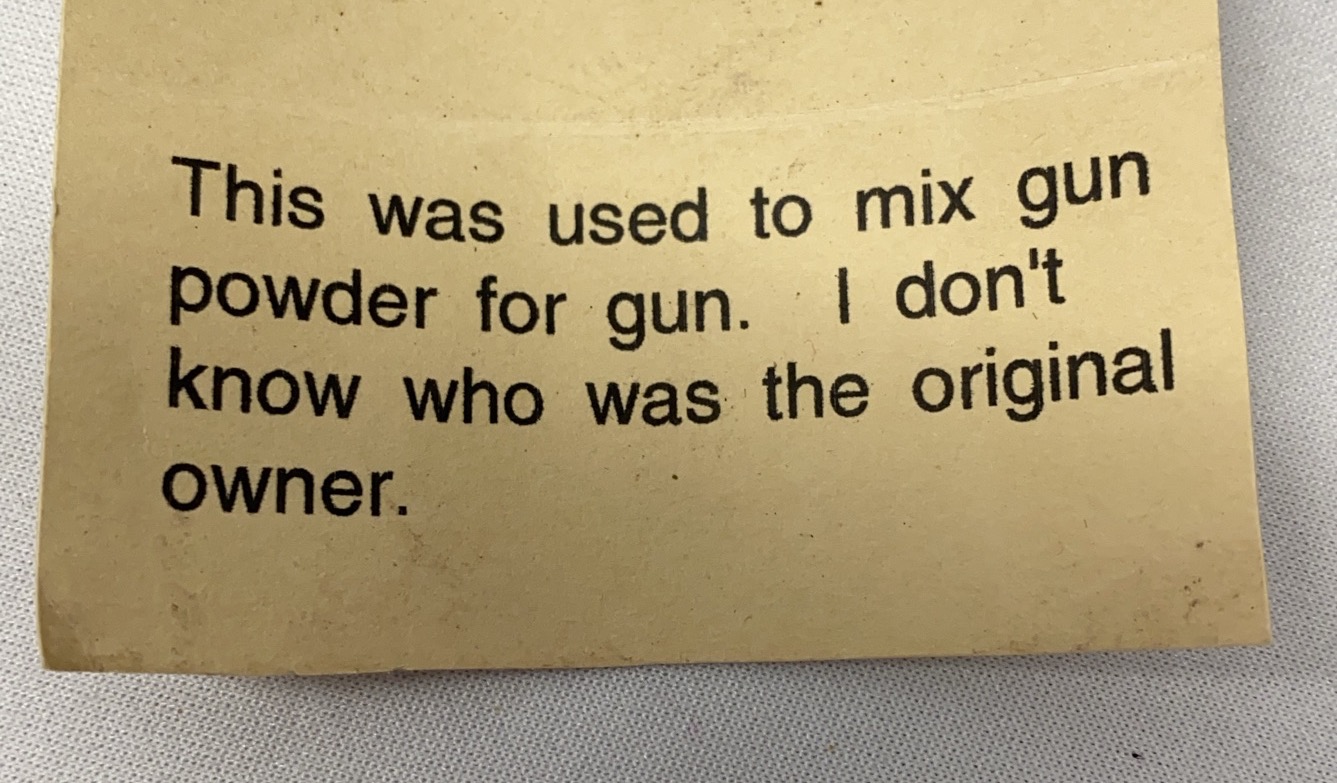 This was used to mix gun
powder for gun. I don't
know who was the original
owner.